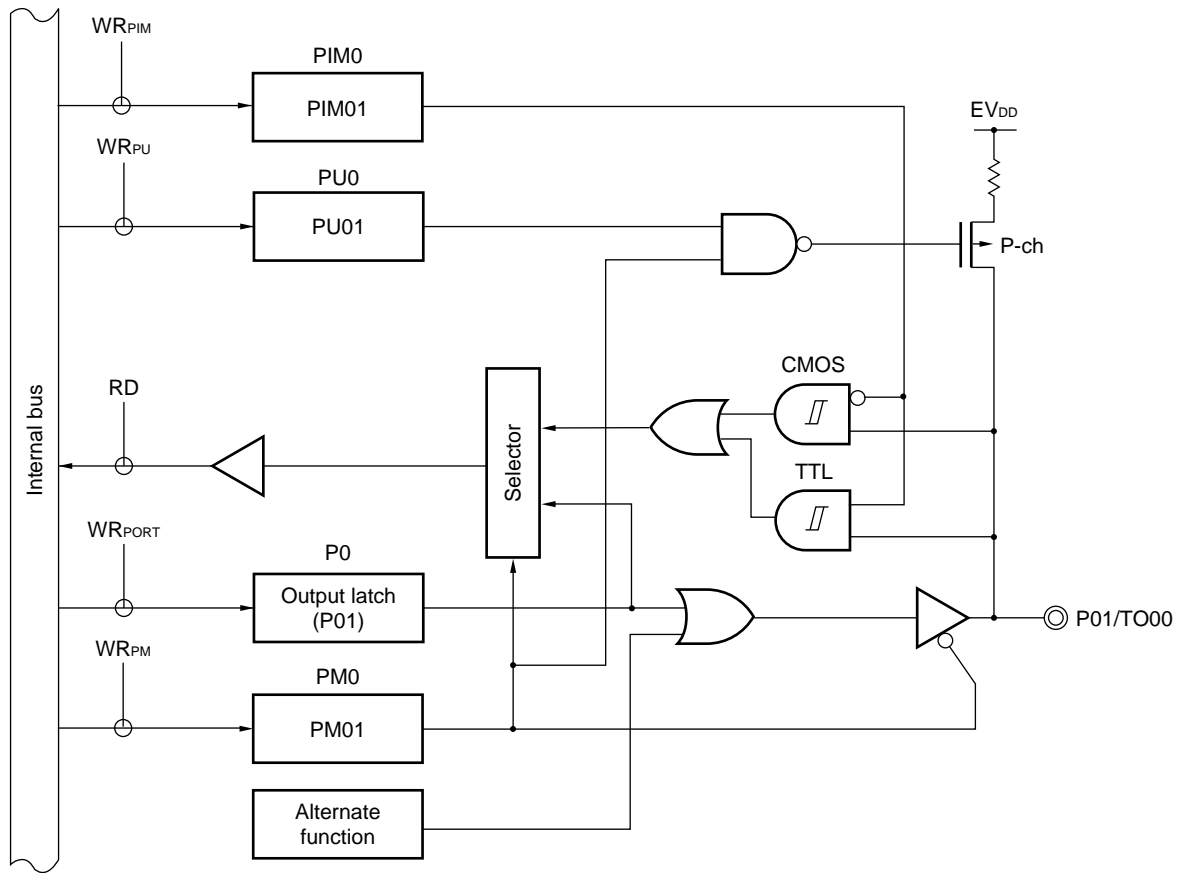 WRPIM
PIM0
PIM01
EVDD
WRPU
PU0
PU01
P-ch
CMOS
RD
Internal bus
Selector
TTL
WRPORT
P0
Output latch
(P01)
P01/TO00
WRPM
PM0
PM01
Alternate
function